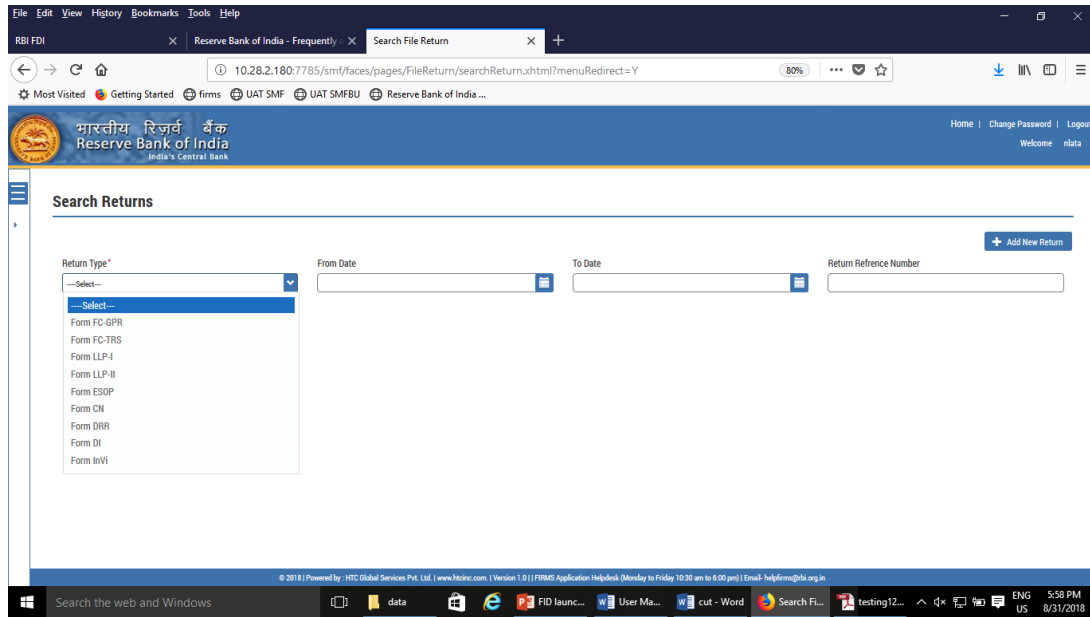 File Edit View History Bookmarks Tools Help
RBI FDI Reserve Bank of India - Frequently Search File Return
10.28.2.180:7785/smf/faces/pages/FileReturn/searchReturn.xhtml?menuRedirect=Y 80%
Most Visited Getting Started firms UAT SMF UAT SMFBU Reserve Bank of India ...
भारतीय रिज़र्व बैंक
Reserve Bank of India
India's Central Bank
Home | Change Password | Logout
Welcome nlata
Search Returns
Add New Return
Return Type* From Date To Date Return Refrence Number
----Select---
----Select---
Form FC-GPR
Form FC-TRS
Form LLP-I
Form LLP-II
Form ESOP
Form CN
Form DRR
Form DI
Form InVi
© 2018 | Powered by : HTC Global Services Pvt. Ltd. | www.htcinc.com. | Version 1.0 | | FIRMS Application Helpdesk (Monday to Friday 10:30 am to 6:00 pm) | Email- helpfirms@rbi.org.in
Search the web and Windows data FID launc... User Ma... cut - Word Search Fi... testing12... ENG 5:58 PM
US 8/31/2018